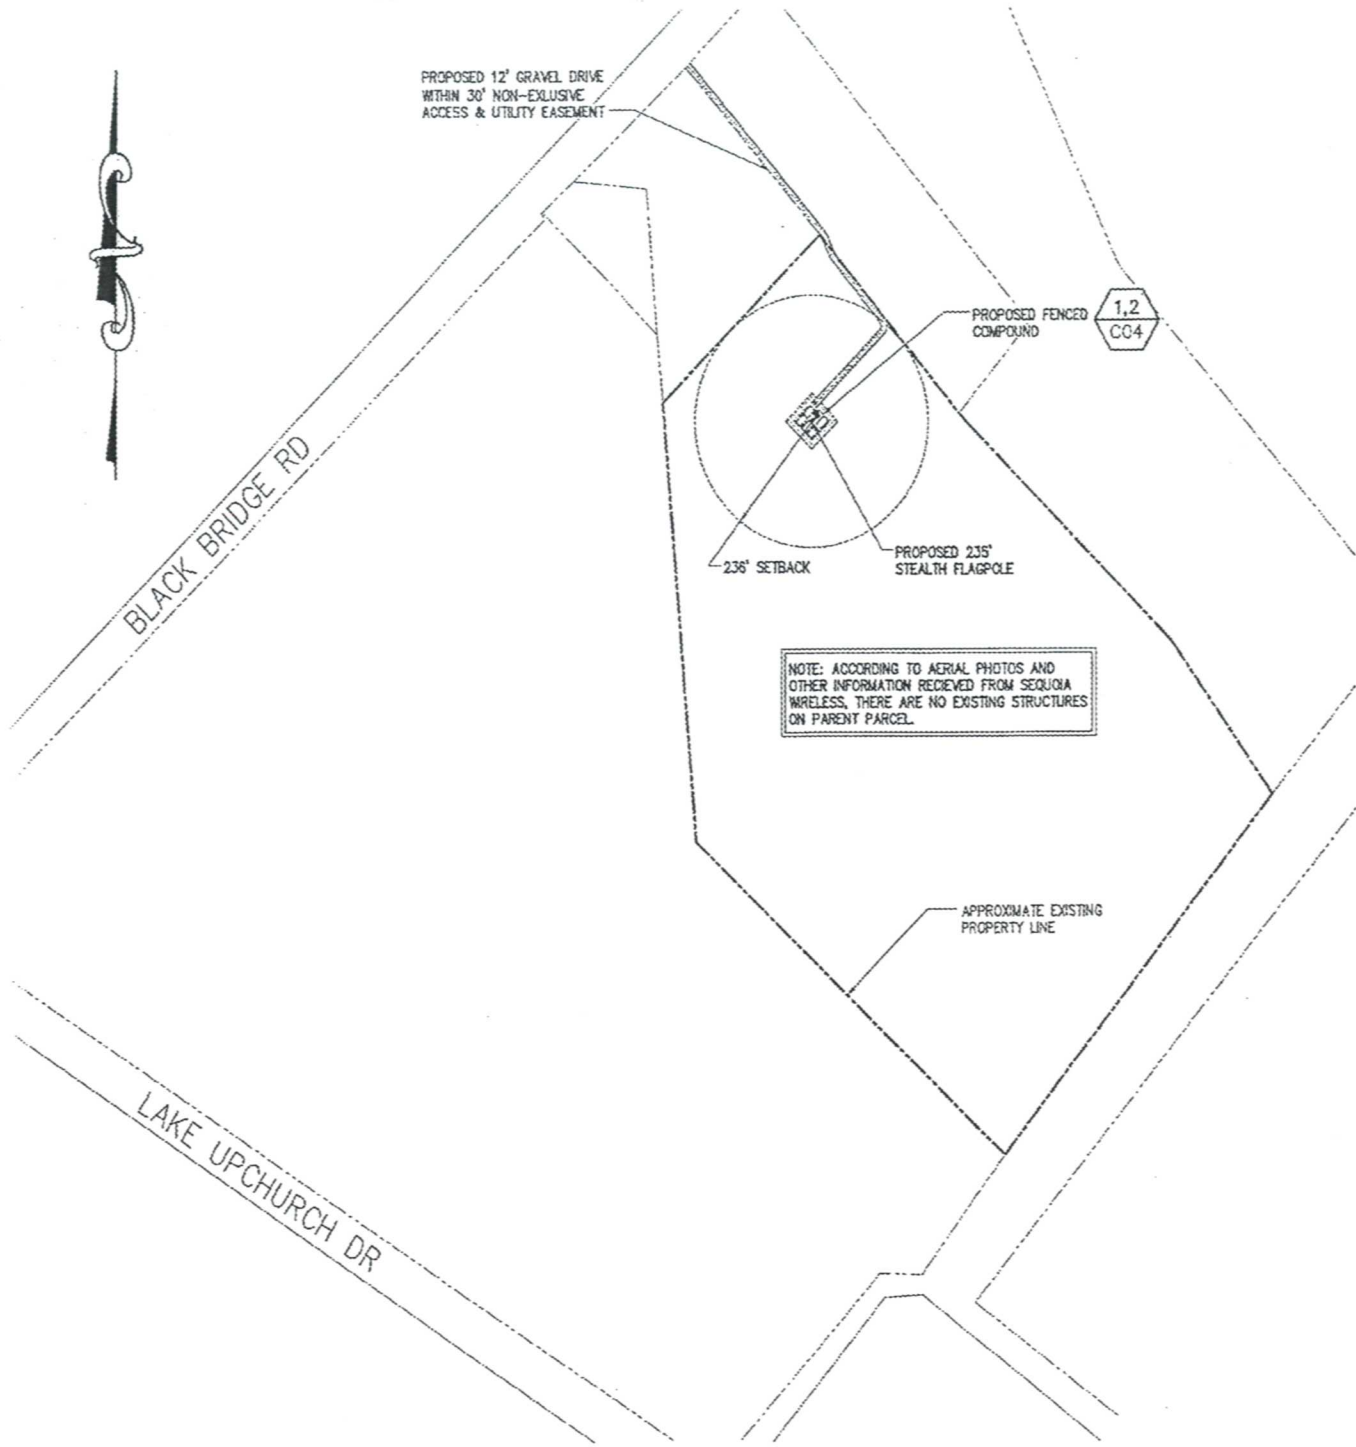 PROPOSED 12' GRAVEL DRIVE
WITHIN 30' NON-EXLUSIVE
ACCESS & UTILITY EASEMENT
PROPOSED FENCED
COMPOUND
1,2
C04
BLACK BRIDGE RD
236' SETBACK
PROPOSED 235'
STEALTH FLAGPOLE
NOTE: ACCORDING TO AERIAL PHOTOS AND
OTHER INFORMATION RECIEVED FROM SEQUOIA
WIRELESS, THERE ARE NO EXISTING STRUCTURES
ON PARENT PARCEL.
APPROXIMATE EXISTING
PROPERTY LINE
LAKE UPCHURCH DR